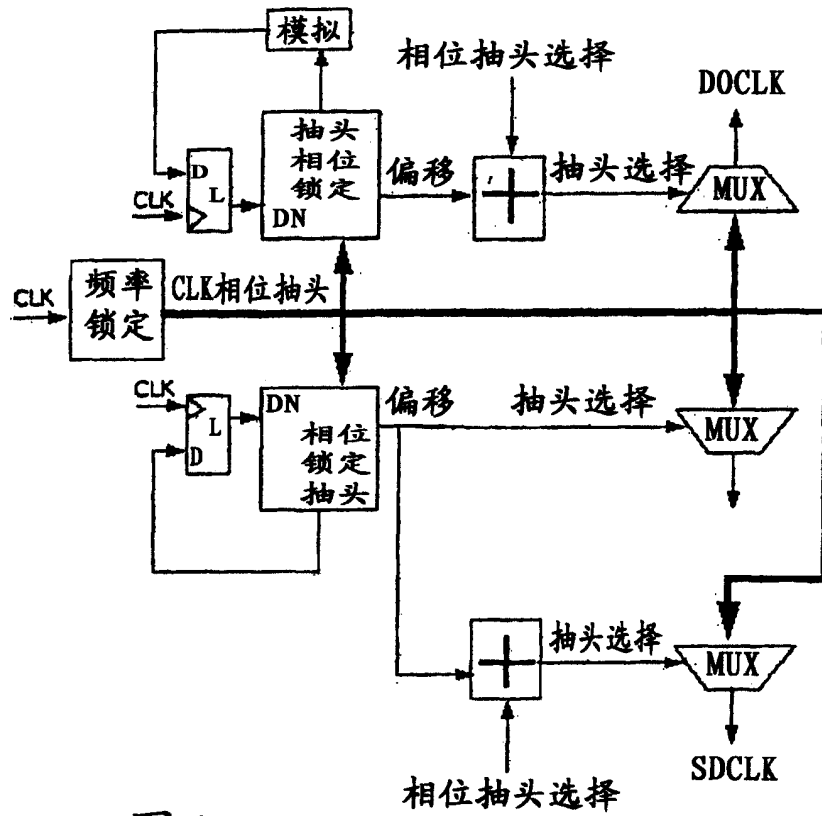 模拟
相位抽头选择
DOCLK
抽头
相位
锁定
DN
D
L
CLK
偏移
抽头选择
MUX
CLK
频率
锁定
CLK相位抽头
CLK
L
D
DN
相位
锁定
抽头
偏移
抽头选择
MUX
抽头选择
MUX
相位抽头选择
SDCLK